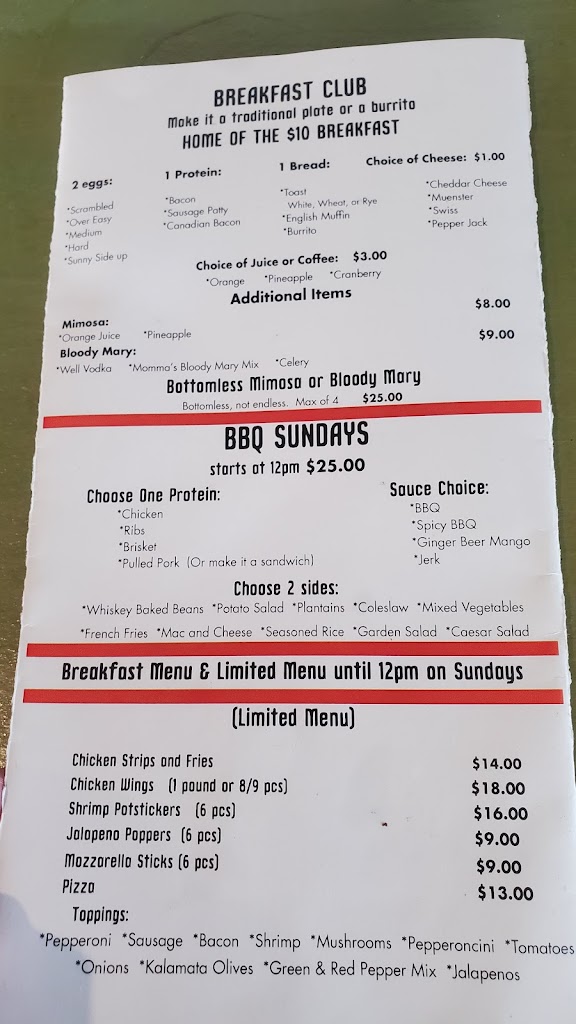 BREAKFAST CLUB
Make it a traditional plate or a burrito
HOME OF THE $10 BREAKFAST
2 eggs: 1 Protein: 1 Bread: Choice of Cheese: $1.00
*Scrambled *Bacon *Toast *Cheddar Cheese
*Over Easy *Sausage Patty White, Wheat, or Rye *Muenster
*Medium *Canadian Bacon *English Muffin *Swiss
*Hard *Burrito *Pepper Jack
*Sunny Side up
Choice of Juice or Coffee: $3.00
*Orange *Pineapple *Cranberry
Additional Items
Mimosa: $8.00
*Orange Juice *Pineapple
Bloody Mary: $9.00
*Well Vodka *Momma's Bloody Mary Mix *Celery
Bottomless Mimosa or Bloody Mary
Bottomless, not endless. Max of 4 $25.00
BBQ SUNDAYS
starts at 12pm $25.00
Choose One Protein: Sauce Choice:
*Chicken *BBQ
*Ribs *Spicy BBQ
*Brisket *Ginger Beer Mango
*Pulled Pork (Or make it a sandwich) *Jerk
Choose 2 sides:
*Whiskey Baked Beans *Potato Salad *Plantains *Coleslaw *Mixed Vegetables
*French Fries *Mac and Cheese *Seasoned Rice *Garden Salad *Caesar Salad
Breakfast Menu & Limited Menu until 12pm on Sundays
(Limited Menu)
Chicken Strips and Fries $14.00
Chicken Wings (1 pound or 8/9 pcs) $18.00
Shrimp Potstickers (6 pcs) $16.00
Jalapeno Poppers (6 pcs) $9.00
Mozzarella Sticks (6 pcs) $9.00
Pizza $13.00
Toppings:
*Pepperoni *Sausage *Bacon *Shrimp *Mushrooms *Pepperoncini *Tomatoes
*Onions *Kalamata Olives *Green & Red Pepper Mix *Jalapenos